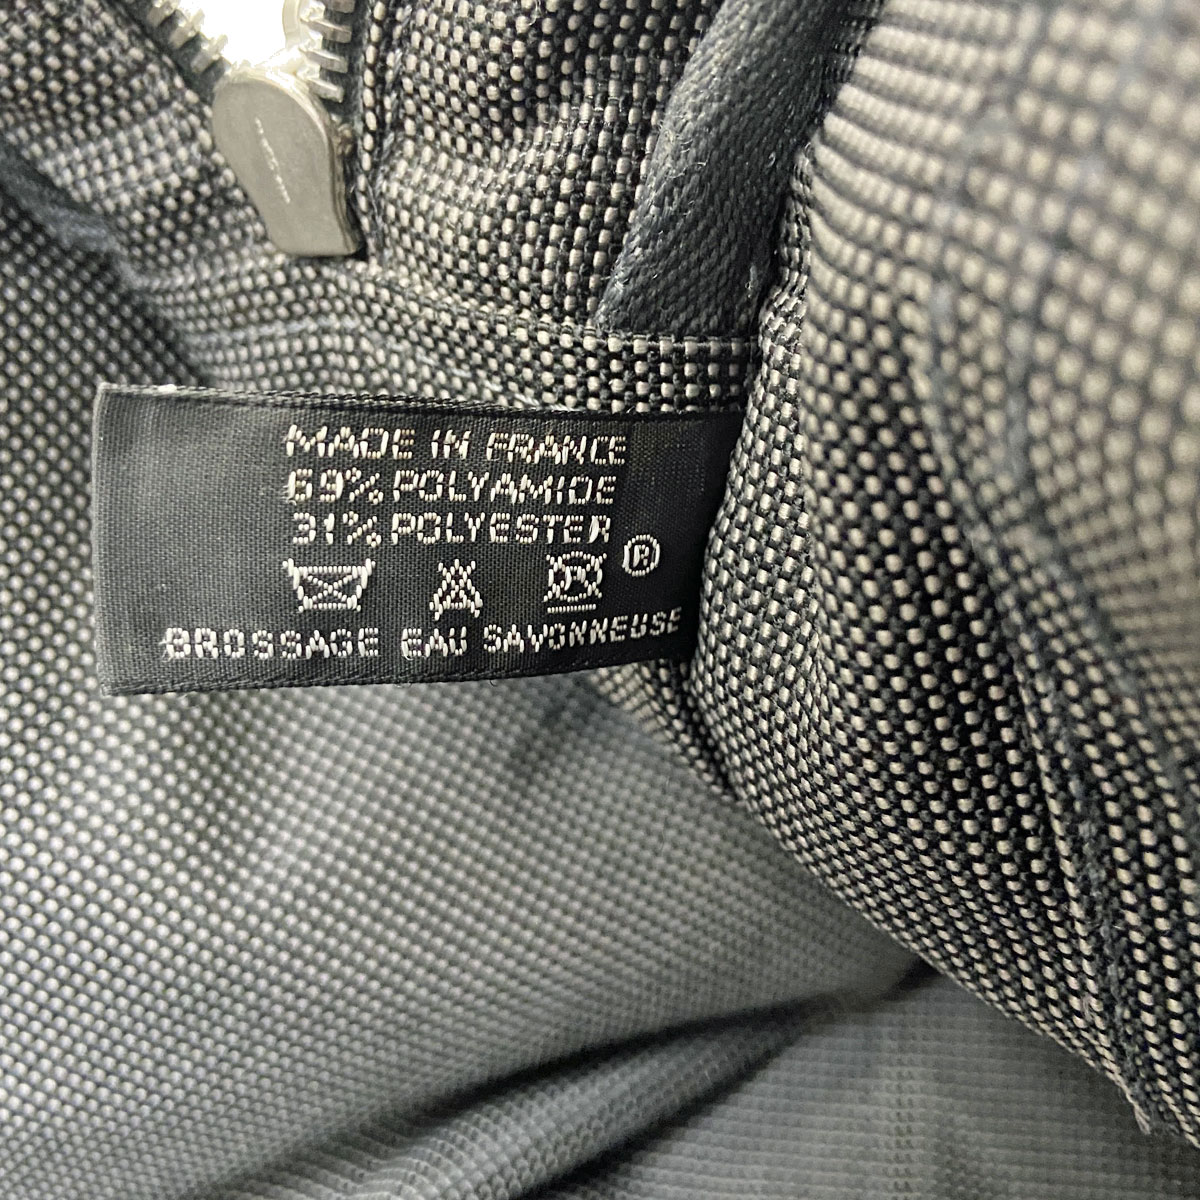 MADE IN FRANCE
69% POLYAMIDE
31% POLYESTER
®
BROSSAGE EAU SAVONNEUSE